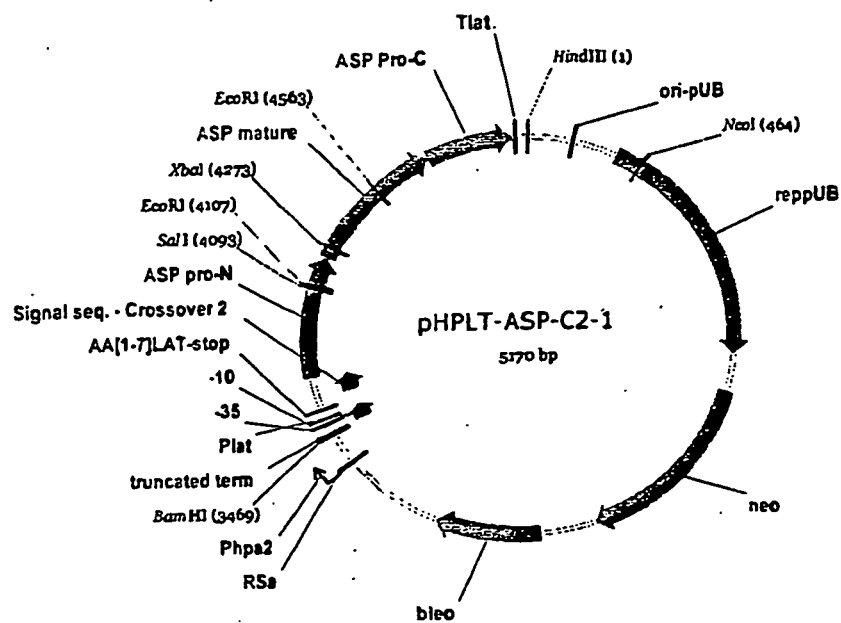 Tlat.
HindIII (1)
ASP Pro-C
ori-pUB
EcoRI (4563)
NcoI (464)
ASP mature
XbaI (4273)
reppUB
EcoRI (4107)
SalI (4093)
ASP pro-N
Signal seq. - Crossover 2
pHPLT-ASP-C2-1
5170 bp
AA[1-7]LAT-stop
-10
-35
Plat
truncated term
BamHI (3469)
neo
Phpa2
RSa
bleo